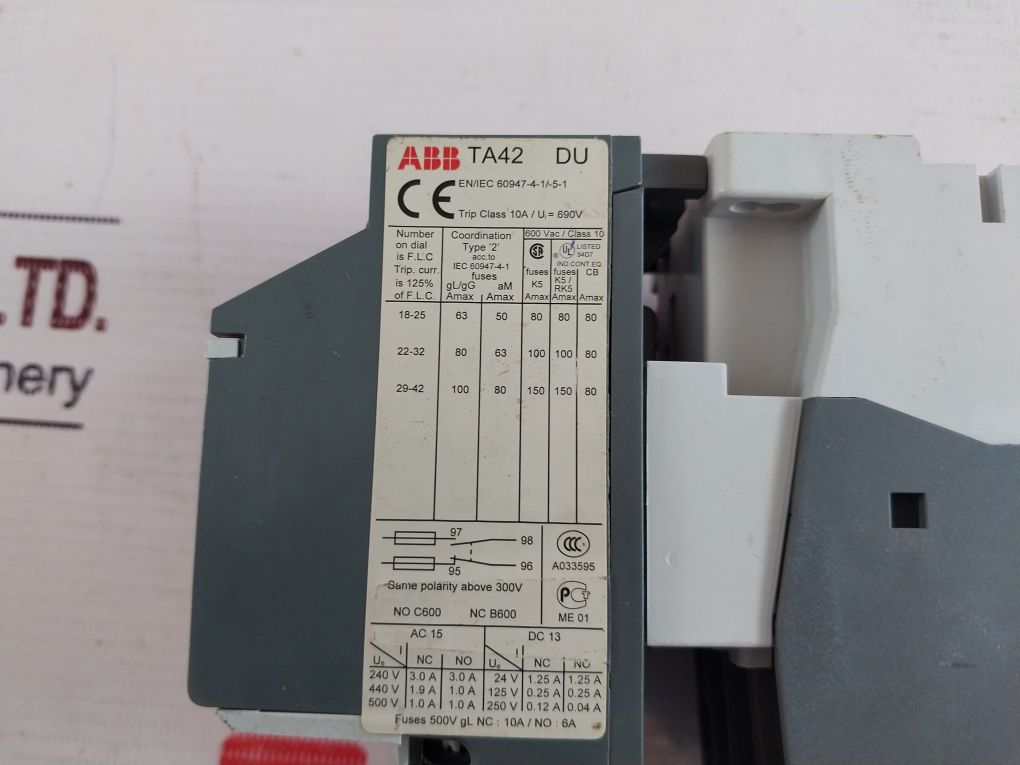 ABB TA42 DU
CE EN/IEC 60947-4-1/-5-1
Trip Class 10A / Ui = 690V
Number on dial is F.L.C Trip. curr. is 125% of F.L.C.
Coordination Type '2' acc.to IEC 60947-4-1 fuses
gL/gG Amax
aM Amax
600 Vac / Class 10
SA
UL LISTED 94D7
® IND.CONT.EQ.
fuses K5 Amax
fuses K5 / RK5 Amax
CB Amax
18-25 63 50 80 80 80
22-32 80 63 100 100 80
29-42 100 80 150 150 80
97 98
95 96
Same polarity above 300V
NO C600 NC B600
CCC
A033595
PCT
ME 01
AC 15 DC 13
Ue I NC NO Ue I NC NO
240 V 3.0 A 3.0 A 24 V 1.25 A 1.25 A
440 V 1.9 A 1.0 A 125 V 0.25 A 0.25 A
500 V 1.0 A 1.0 A 250 V 0.12 A 0.04 A
Fuses 500V gL NC : 10A / NO : 6A
.TD.
nery